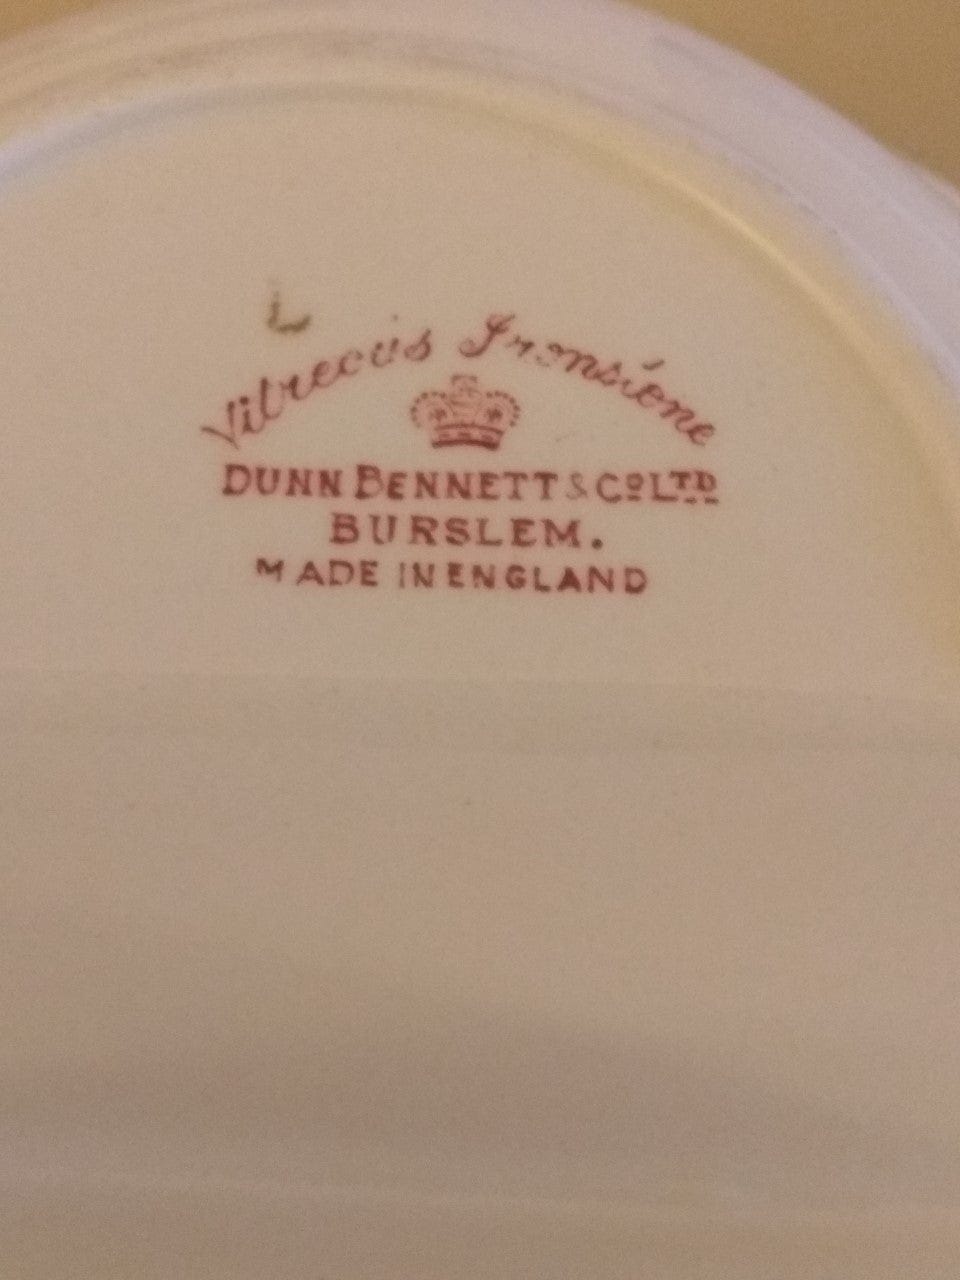 Vitreous Ironstone
DUNN BENNETT & Co LTD
BURSLEM.
MADE IN ENGLAND